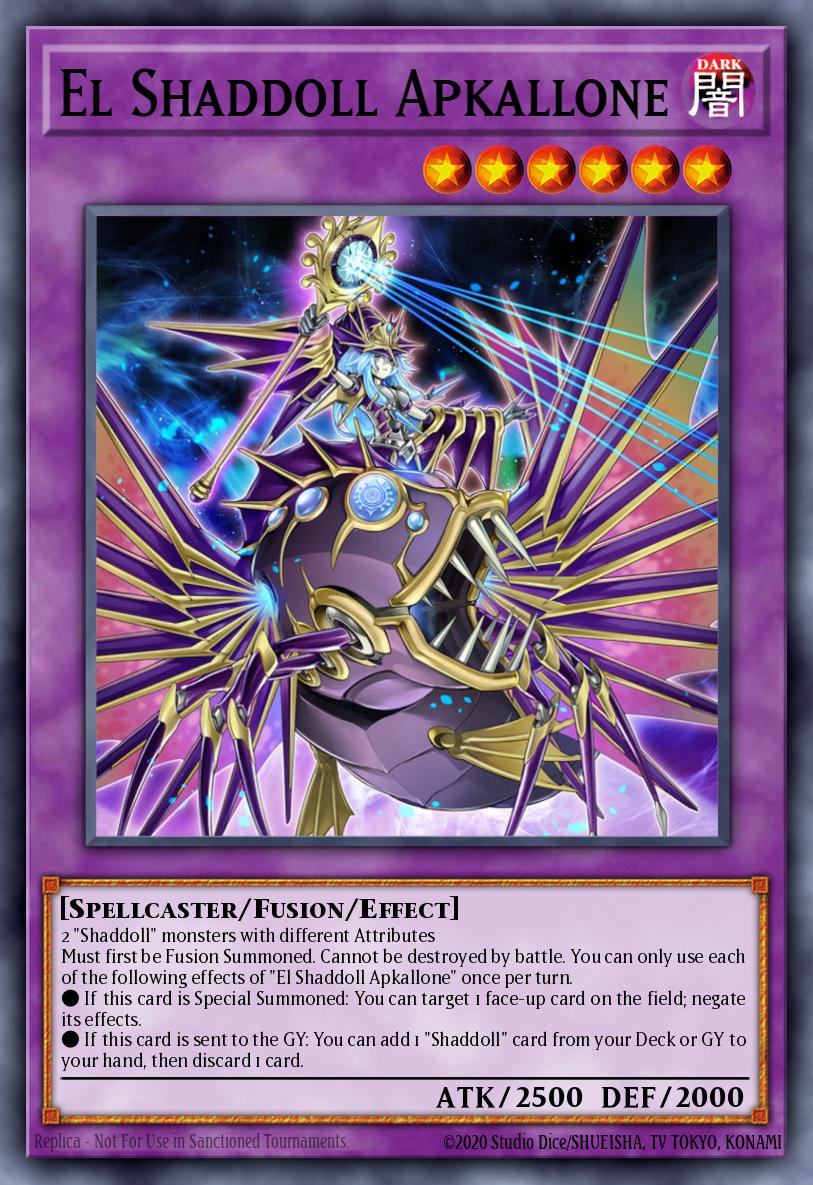 El Shaddoll Apkallone
DARK
闇
[Spellcaster/Fusion/Effect]
2 "Shaddoll" monsters with different Attributes
Must first be Fusion Summoned. Cannot be destroyed by battle. You can only use each
of the following effects of "El Shaddoll Apkallone" once per turn.
● If this card is Special Summoned: You can target 1 face-up card on the field; negate
its effects.
● If this card is sent to the GY: You can add 1 "Shaddoll" card from your Deck or GY to
your hand, then discard 1 card.
ATK/2500 DEF/2000
Replica - Not For Use in Sanctioned Tournaments.
©2020 Studio Dice/SHUEISHA, TV TOKYO, KONAMI